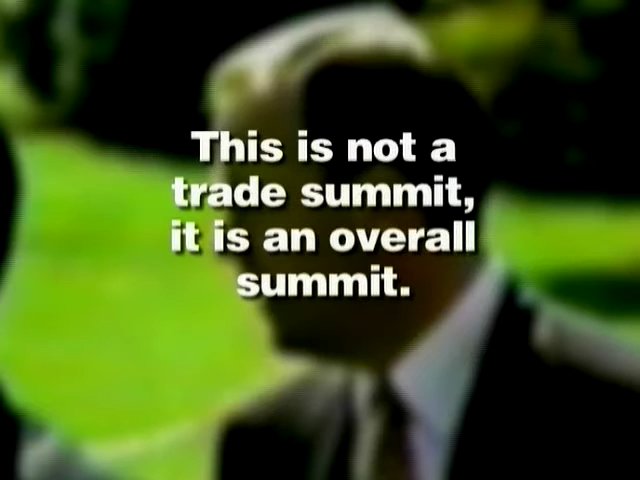 This is not a
trade summit,
it is an overall
summit.